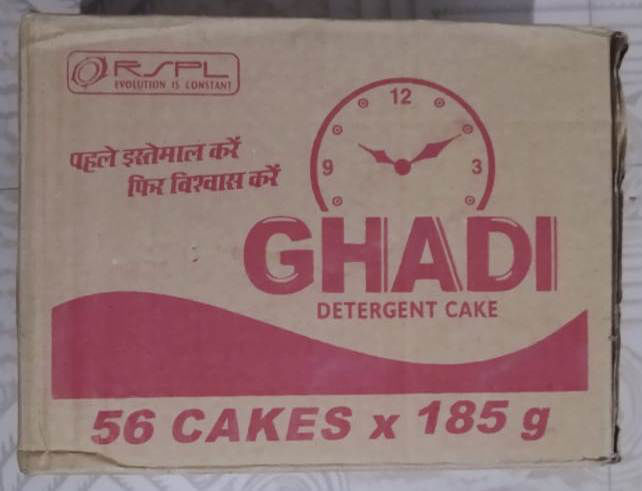 RSPL
EVOLUTION IS CONSTANT
पहले इस्तेमाल करें
फिर विश्वास करें
12
9
3
GHADI
DETERGENT CAKE
56 CAKES x 185 g